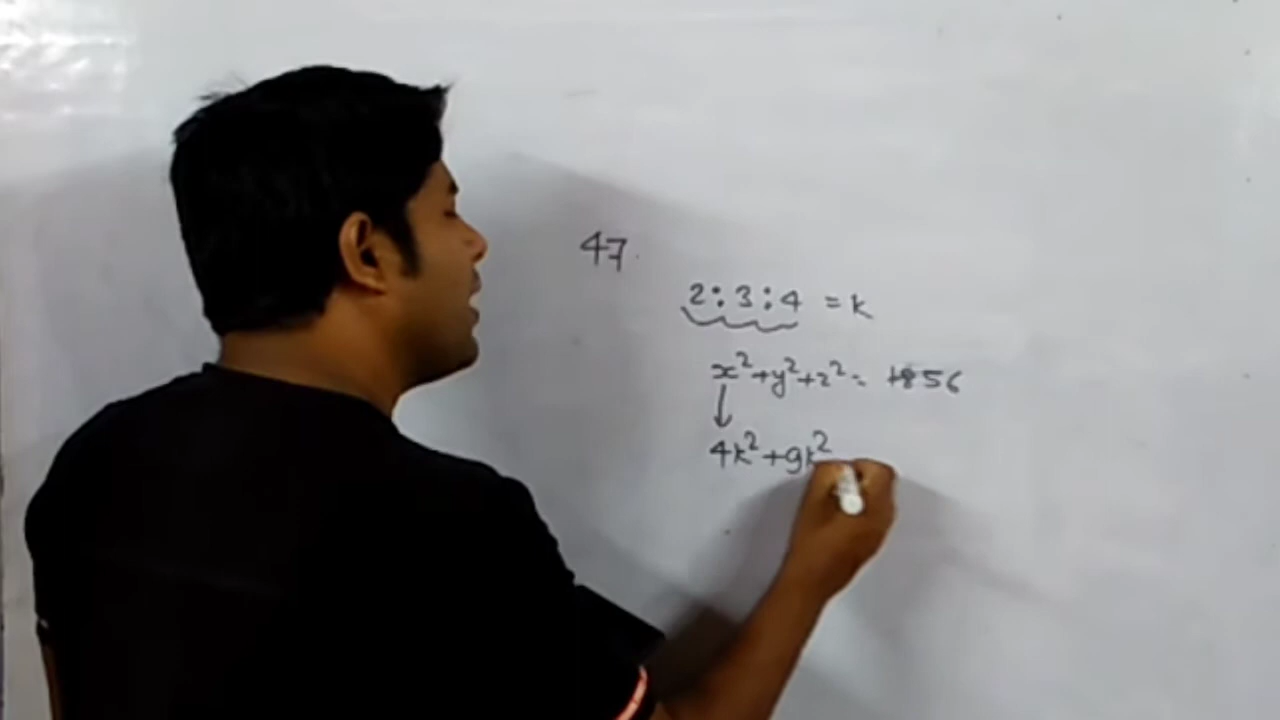 47.
2:3:4 = k
x²+y²+z² = 1856
4k²+9k²